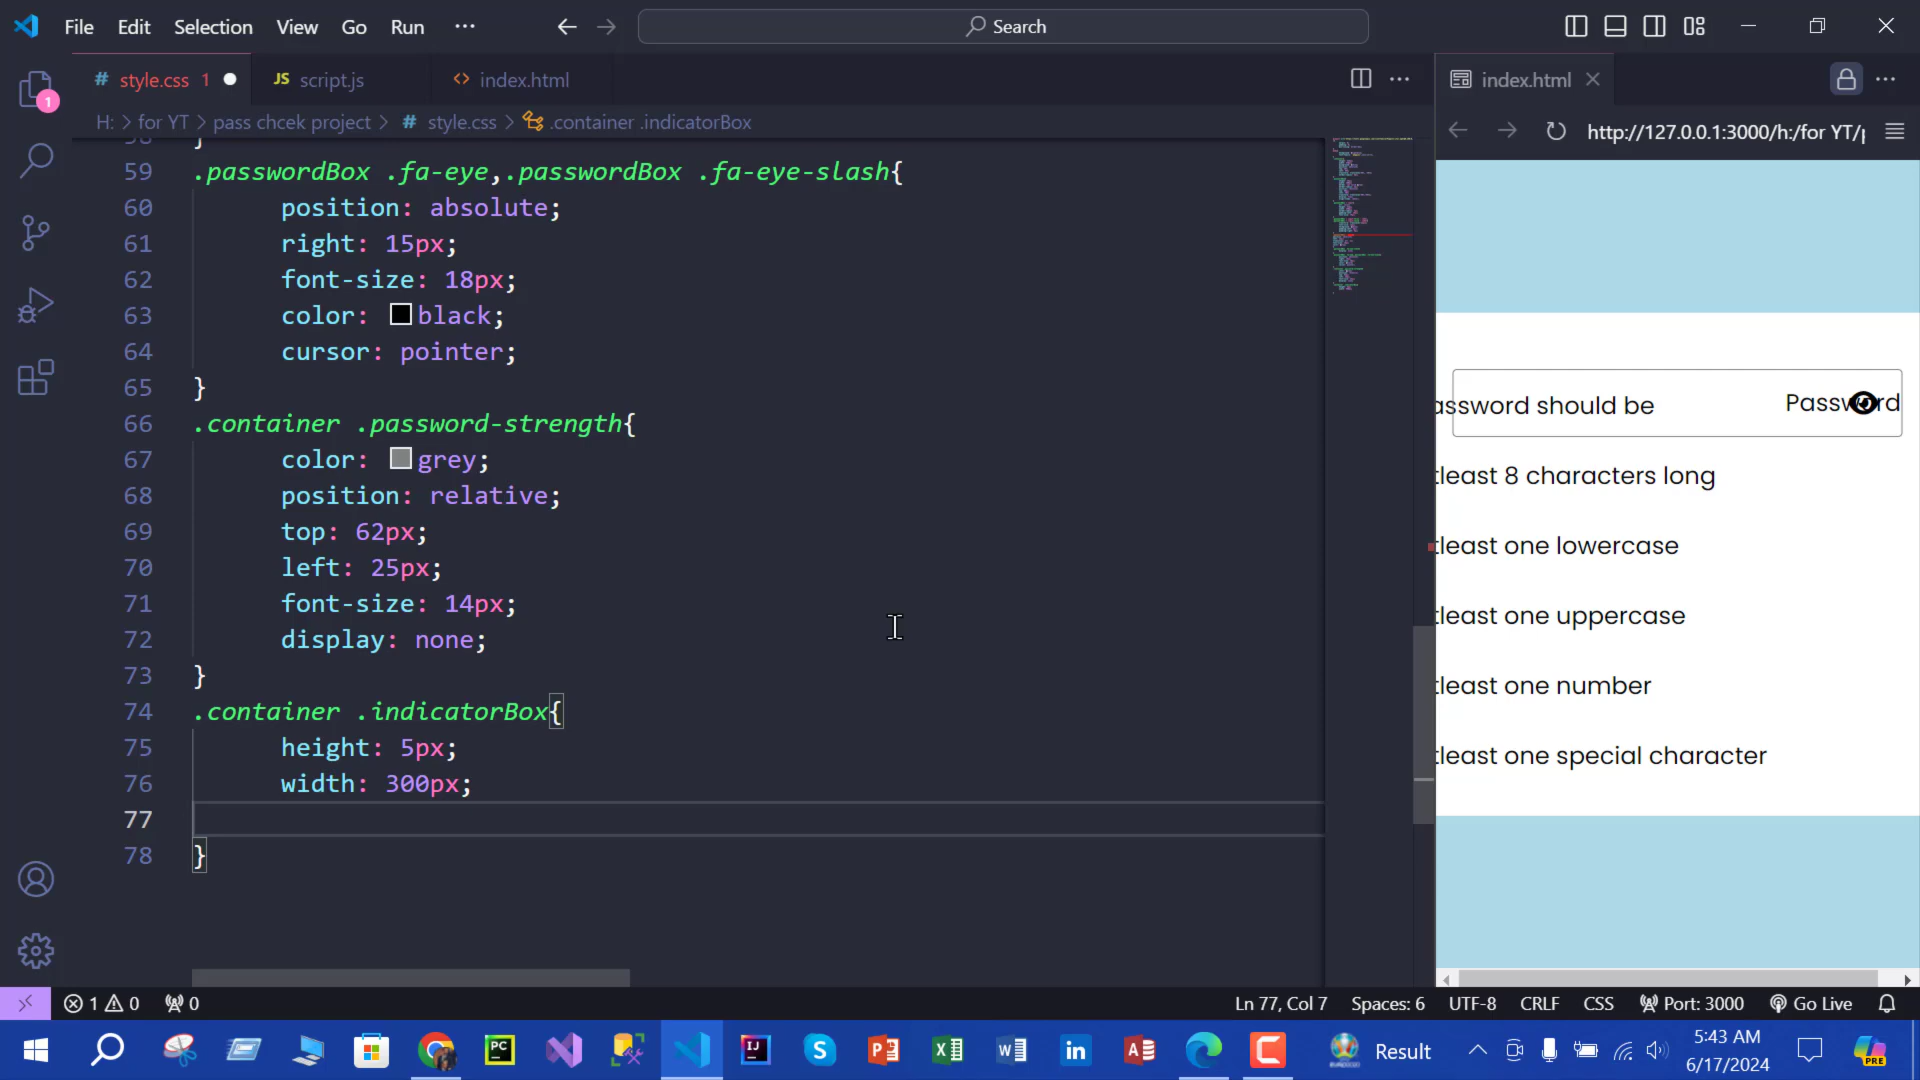 File Edit Selection View Go Run ··· Search
# style.css 1 JS script.js <> index.html ··· index.html ···
H: > for YT > pass chcek project > # style.css > .container .indicatorBox
http://127.0.0.1:3000/h:/for YT/p
59 .passwordBox .fa-eye,.passwordBox .fa-eye-slash{
60 position: absolute;
61 right: 15px;
62 font-size: 18px;
63 color: black;
64 cursor: pointer;
65 }
66 .container .password-strength{
67 color: grey;
68 position: relative;
69 top: 62px;
70 left: 25px;
71 font-size: 14px;
72 display: none;
73 }
74 .container .indicatorBox{
75 height: 5px;
76 width: 300px;
77
78 }
assword should be Password
tleast 8 characters long
tleast one lowercase
tleast one uppercase
tleast one number
tleast one special character
1 0 0 Ln 77, Col 7 Spaces: 6 UTF-8 CRLF CSS Port: 3000 Go Live
Result 5:43 AM
6/17/2024